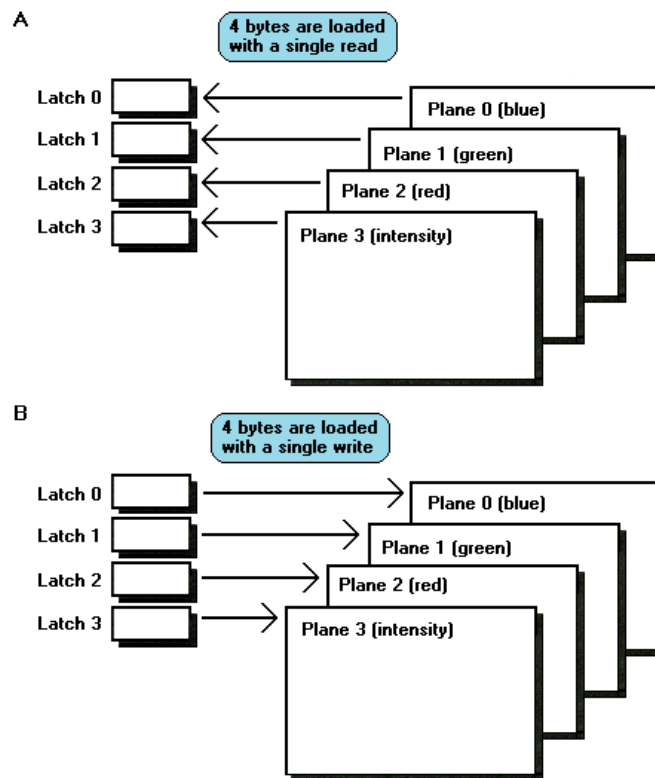 A
4 bytes are loaded
with a single read
Latch 0
Plane 0 (blue)
Latch 1
Plane 1 (green)
Latch 2
Plane 2 (red)
Latch 3
Plane 3 (intensity)
B
4 bytes are loaded
with a single write
Latch 0
Plane 0 (blue)
Latch 1
Plane 1 (green)
Latch 2
Plane 2 (red)
Latch 3
Plane 3 (intensity)